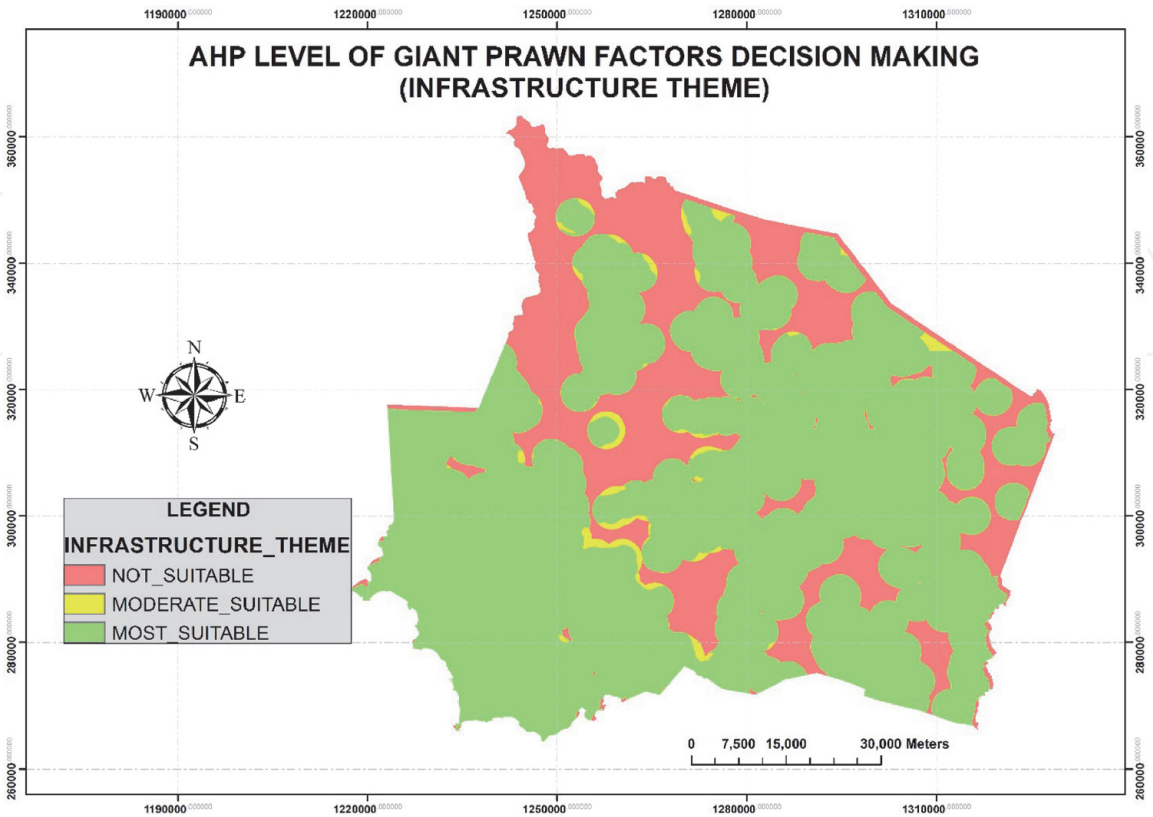 1190000.000000 1220000.000000 1250000.000000 1280000.000000 1310000.000000
AHP LEVEL OF GIANT PRAWN FACTORS DECISION MAKING
(INFRASTRUCTURE THEME)
360000.000000 360000.000000
340000.000000 340000.000000
320000.000000 320000.000000
300000.000000 300000.000000
280000.000000 280000.000000
260000.000000 260000.000000
N
W E
S
LEGEND
INFRASTRUCTURE_THEME
NOT_SUITABLE
MODERATE_SUITABLE
MOST_SUITABLE
0 7,500 15,000 30,000 Meters
1190000.000000 1220000.000000 1250000.000000 1280000.000000 1310000.000000